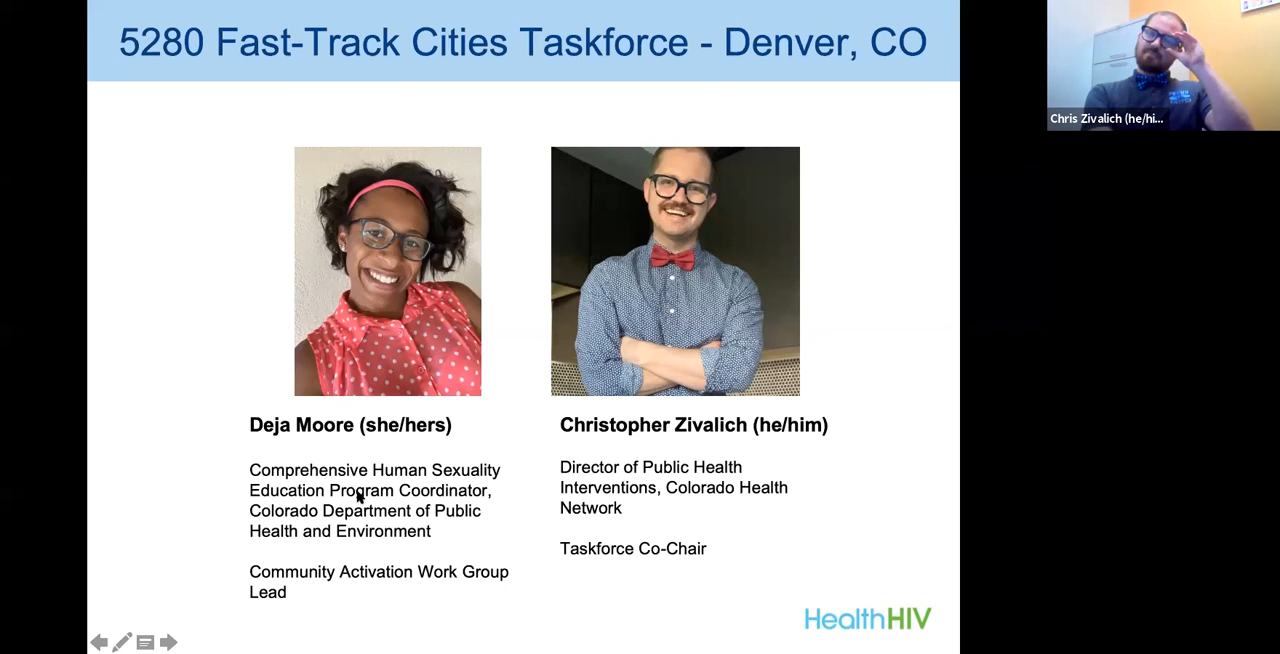 5280 Fast-Track Cities Taskforce - Denver, CO
Chris Zivalich (he/hi...
Deja Moore (she/hers)
Comprehensive Human Sexuality
Education Program Coordinator,
Colorado Department of Public
Health and Environment
Community Activation Work Group
Lead
Christopher Zivalich (he/him)
Director of Public Health
Interventions, Colorado Health
Network
Taskforce Co-Chair
HealthHIV